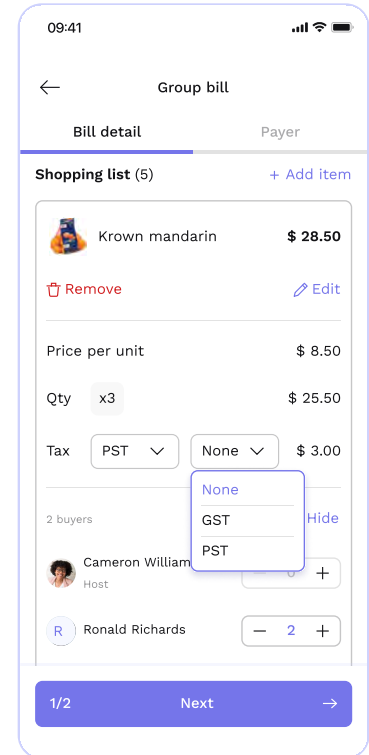 09:41
Group bill
Bill detail Payer
Shopping list (5) + Add item
Krown mandarin $ 28.50
Remove Edit
Price per unit $ 8.50
Qty x3 $ 25.50
Tax PST None $ 3.00
None
2 buyers Hide
GST
PST
Cameron William
Host
0
Ronald Richards 2
R
1/2 Next